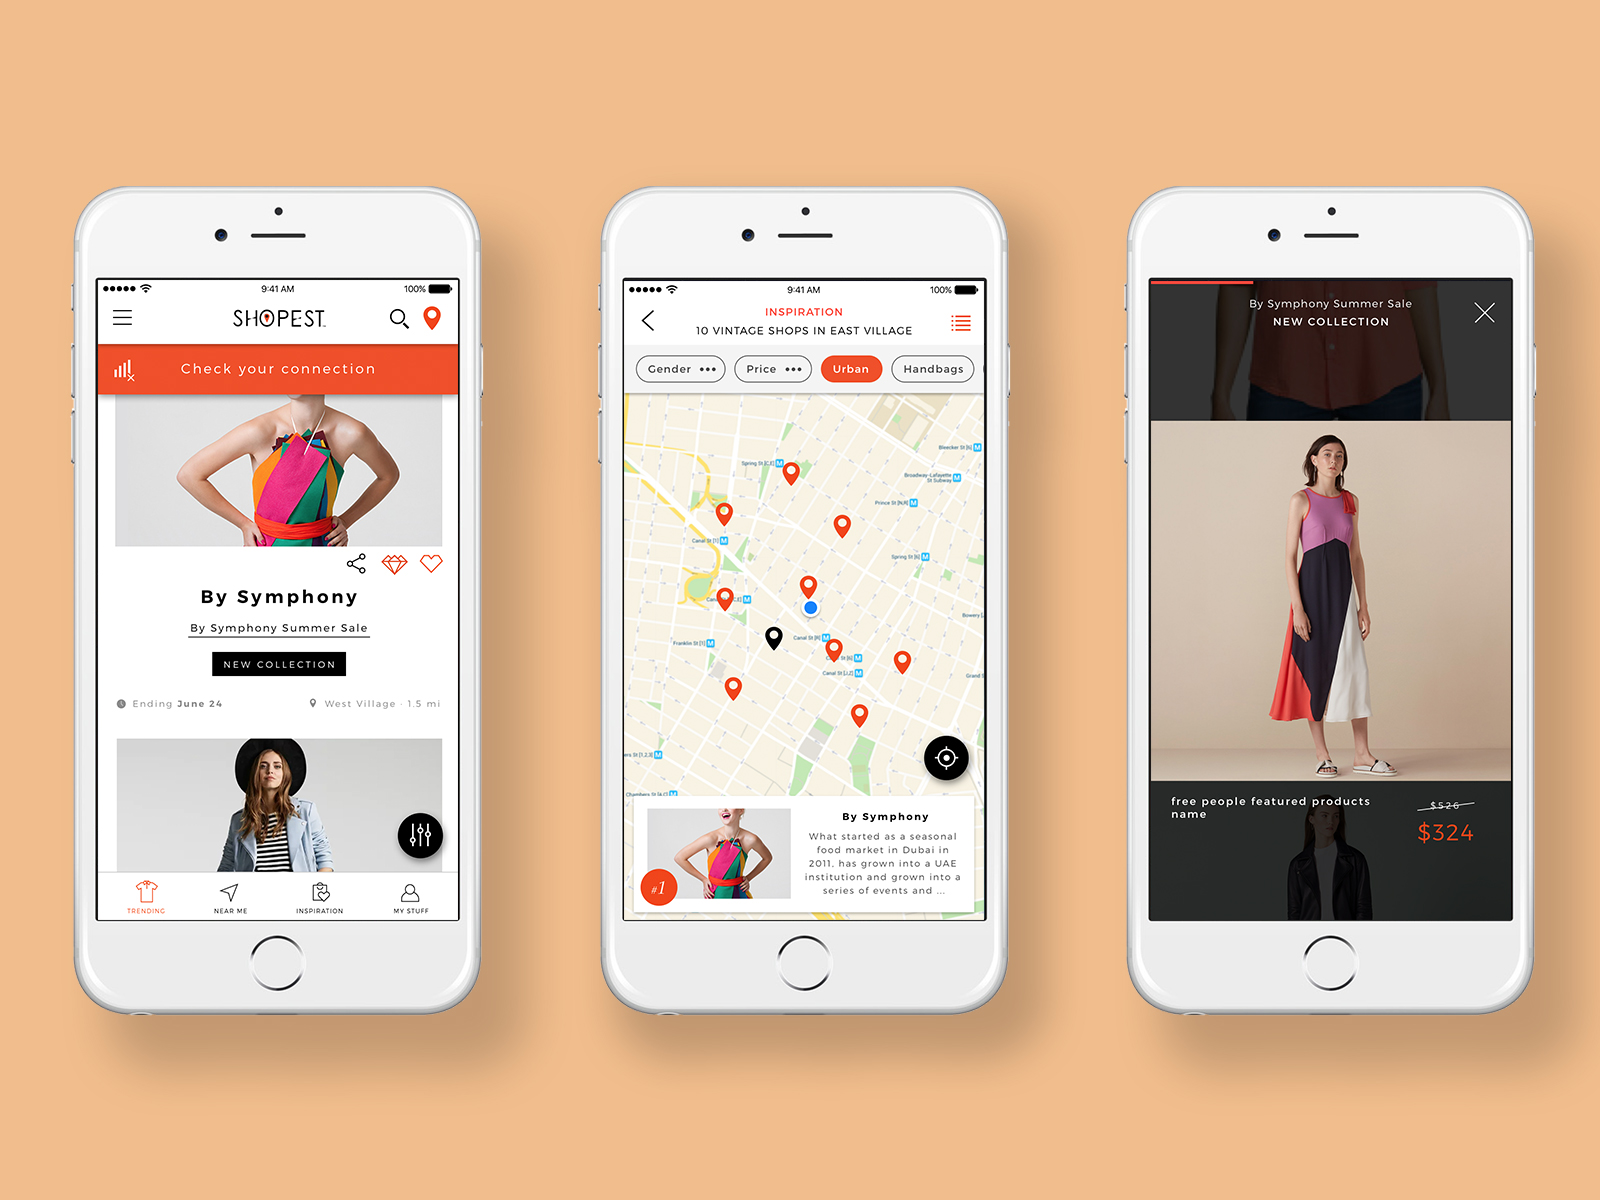 9:41 AM
100%
SHOPEST
Check your connection
By Symphony
By Symphony Summer Sale
NEW COLLECTION
Ending June 24
West Village · 1.5 mi
TRENDING
NEAR ME
INSPIRATION
MY STUFF
9:41 AM
100%
INSPIRATION
10 VINTAGE SHOPS IN EAST VILLAGE
Gender •••
Price •••
Urban
Handbags
Bleecker St [6] M
Spring St [C,E] M
Broadway-Lafayette
St Subway M
Prince St [N,R] M
Canal St [1] M
Spring St [6] M
Bowery
Canal St [R] M
Franklin St [1] M
St [6] M
Canal St [J,Z] M
Grand S
ers St [1,2,3] M
Chambers St [A,C] M
By Symphony
What started as a seasonal
food market in Dubai in
2011, has grown into a UAE
institution and grown into a
series of events and ...
#1
By Symphony Summer Sale
NEW COLLECTION
free people featured products
name
$526
$324